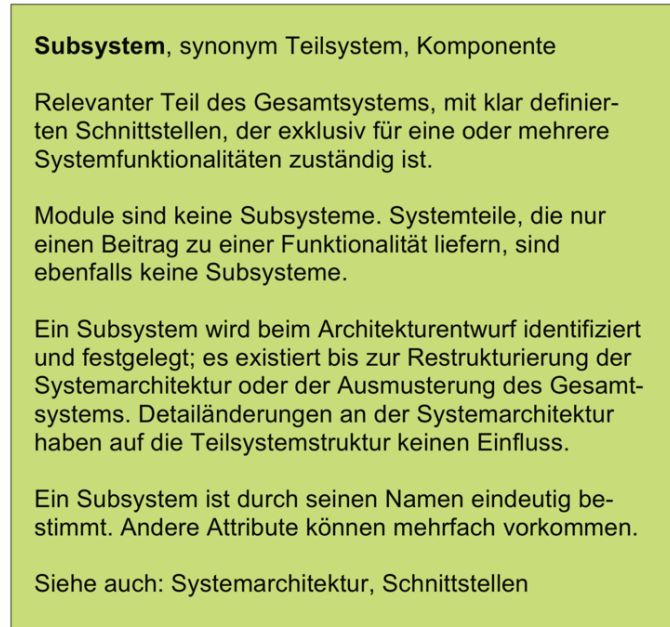 Subsystem, synonym Teilsystem, Komponente
Relevanter Teil des Gesamtsystems, mit klar definier-
ten Schnittstellen, der exklusiv für eine oder mehrere
Systemfunktionalitäten zuständig ist.
Module sind keine Subsysteme. Systemteile, die nur
einen Beitrag zu einer Funktionalität liefern, sind
ebenfalls keine Subsysteme.
Ein Subsystem wird beim Architekturentwurf identifiziert
und festgelegt; es existiert bis zur Restrukturierung der
Systemarchitektur oder der Ausmusterung des Gesamt-
systems. Detailänderungen an der Systemarchitektur
haben auf die Teilsystemstruktur keinen Einfluss.
Ein Subsystem ist durch seinen Namen eindeutig be-
stimmt. Andere Attribute können mehrfach vorkommen.
Siehe auch: Systemarchitektur, Schnittstellen